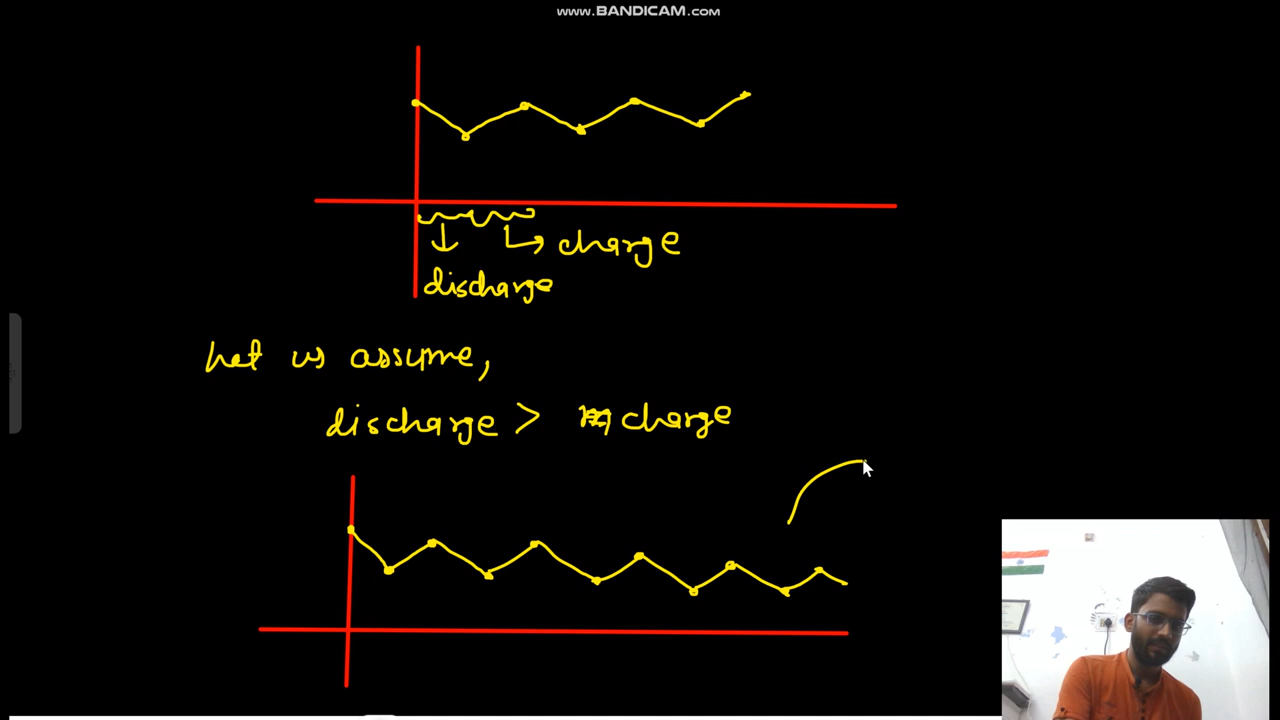 www.BANDICAM.com
charge
discharge
Let us assume,
discharge > charge